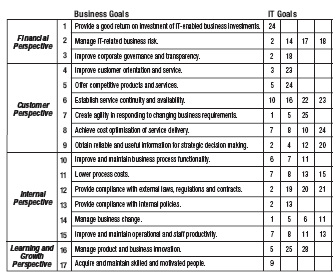 Business Goals IT Goals
Financial Perspective
1 Provide a good return on investment of IT-enabled business investments. 24
2 Manage IT-related business risk. 2 14 17 18
3 Improve corporate governance and transparency. 2 18
Customer Perspective
4 Improve customer orientation and service. 3 23
5 Offer competitive products and services. 5 24
6 Establish service continuity and availability. 10 16 22 23
7 Create agility in responding to changing business requirements. 1 5 25
8 Achieve cost optimisation of service delivery. 7 8 10 24
9 Obtain reliable and useful information for strategic decision making. 2 4 12 20
Internal Perspective
10 Improve and maintain business process functionality. 6 7 11
11 Lower process costs. 7 8 13 15
12 Provide compliance with external laws, regulations and contracts. 2 19 20 21
13 Provide compliance with internal policies. 2 13
14 Manage business change. 1 5 6 11
15 Improve and maintain operational and staff productivity. 7 8 11 13
Learning and Growth Perspective
16 Manage product and business innovation. 5 25 28
17 Acquire and maintain skilled and motivated people. 9